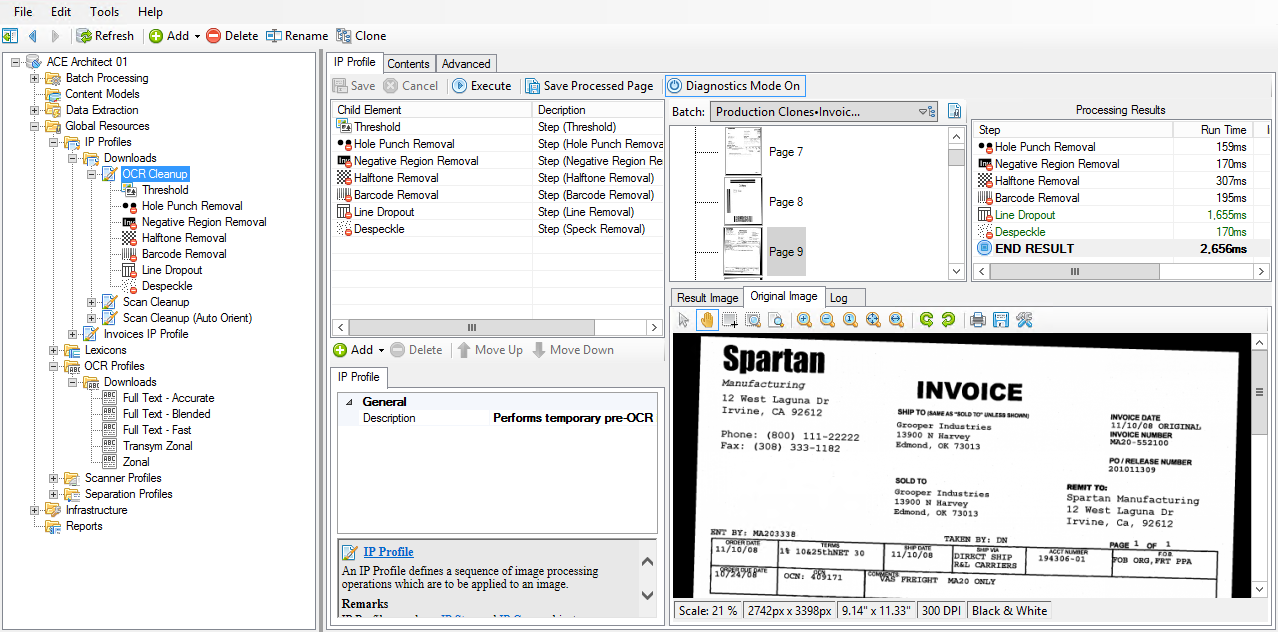 File Edit Tools Help
Refresh Add Delete Rename Clone
ACE Architect 01
Batch Processing
Content Models
Data Extraction
Global Resources
IP Profiles
Downloads
OCR Cleanup
Threshold
Hole Punch Removal
Negative Region Removal
Halftone Removal
Barcode Removal
Line Dropout
Despeckle
Scan Cleanup
Scan Cleanup (Auto Orient)
Invoices IP Profile
Lexicons
OCR Profiles
Downloads
Full Text - Accurate
Full Text - Blended
Full Text - Fast
Transym Zonal
Zonal
Scanner Profiles
Separation Profiles
Infrastructure
Reports
IP Profile Contents Advanced
Save Cancel Execute Save Processed Page Diagnostics Mode On
Child Element Decription
Threshold Step (Threshold)
Hole Punch Removal Step (Hole Punch Remova
Negative Region Removal Step (Negative Region Re
Halftone Removal Step (Halftone Removal)
Barcode Removal Step (Barcode Removal)
Line Dropout Step (Line Removal)
Despeckle Step (Speck Removal)
Add Delete Move Up Move Down
IP Profile
General
Description Performs temporary pre-OCR
IP Profile
An IP Profile defines a sequence of image processing
operations which are to be applied to an image.
Remarks
Batch: Production Clones•Invoic...
Page 7
Page 8
Page 9
Processing Results
Step Run Time
Hole Punch Removal 159ms
Negative Region Removal 170ms
Halftone Removal 307ms
Barcode Removal 195ms
Line Dropout 1,655ms
Despeckle 170ms
END RESULT 2,656ms
Result Image Original Image Log
Spartan
Manufacturing
12 West Laguna Dr
Irvine, CA 92612
Phone: (800) 111-22222
Fax: (308) 333-1182
INVOICE
SHIP TO (SAME AS "SOLD TO" UNLESS SHOWN)
Grooper Industries
13900 N Harvey
Edmond, OK 73013
INVOICE DATE
11/10/08 ORIGINAL
INVOICE NUMBER
MA20-552100
PO / RELEASE NUMBER
201011309
SOLD TO
Grooper Industries
13900 N Harvey
Edmond, OK 73013
REMIT TO:
Spartan Manufacturing
12 West Laguna Dr
Irvine, Ca, 92612
ENT BY: MA203338 TAKEN BY: DN PAGE 1 OF 1
ORDER DATE TERMS SHIP DATE SHIP VIA ACCT NUMBER F.O.B.
11/10/08 1% 10&25thNET 30 11/10/08 DIRECT SHIP 194306-01 FOB ORG,FRT PPA
R&L CARRIERS
ORDER DUE DATE OCN COMMENTS
10/24/08 OCN: 409171 VAS FREIGHT MA20 ONLY
Scale: 21 % 2742px x 3398px 9.14" x 11.33" 300 DPI Black & White